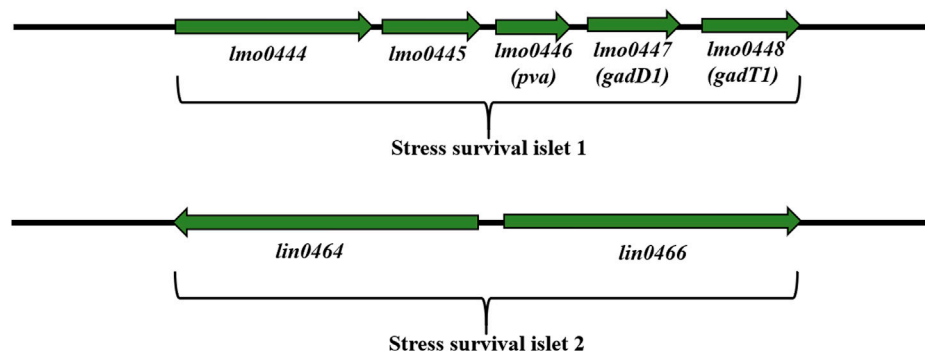 lmo0444
lmo0445
lmo0446
(pva)
lmo0447
(gadD1)
lmo0448
(gadT1)
Stress survival islet 1
lin0464
lin0466
Stress survival islet 2